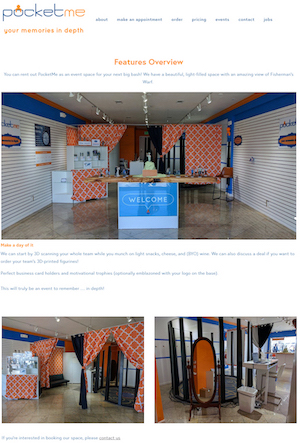 pocketme
your memories in depth
about make an appointment order pricing events contact jobs
Features Overview
You can rent out PocketMe as an event space for your next big bash! We have a beautiful, light-filled space with an amazing view of Fisherman's
Warf.
WELCOME
Make a day of it
We can start by 3D scanning your whole team while you munch on light snacks, cheese, and (BYO) wine. We can also discuss a deal if you want to
order your team's 3D printed figurines!
Perfect business card holders and motivational trophies (optionally emblazoned with your logo on the base).
This will truly be an event to remember ... in depth!
If you're interested in booking our space, please contact us.